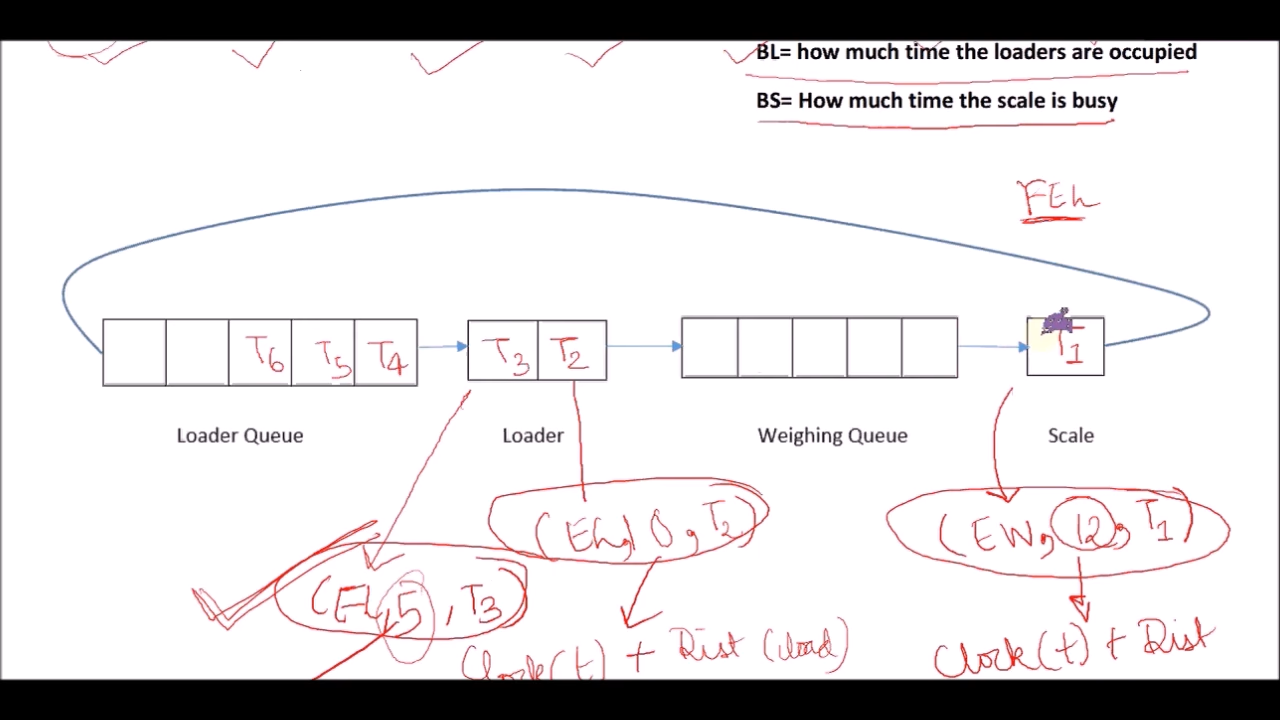 BL= how much time the loaders are occupied
BS= How much time the scale is busy
FEL
T6 T5 T4 T3 T2 T1
Loader Queue Loader Weighing Queue Scale
(EL, 10, T2) (EW, 12, T1)
(EL, 5, T3)
Clock(t) + Dist (load) Clock(t) + Dist